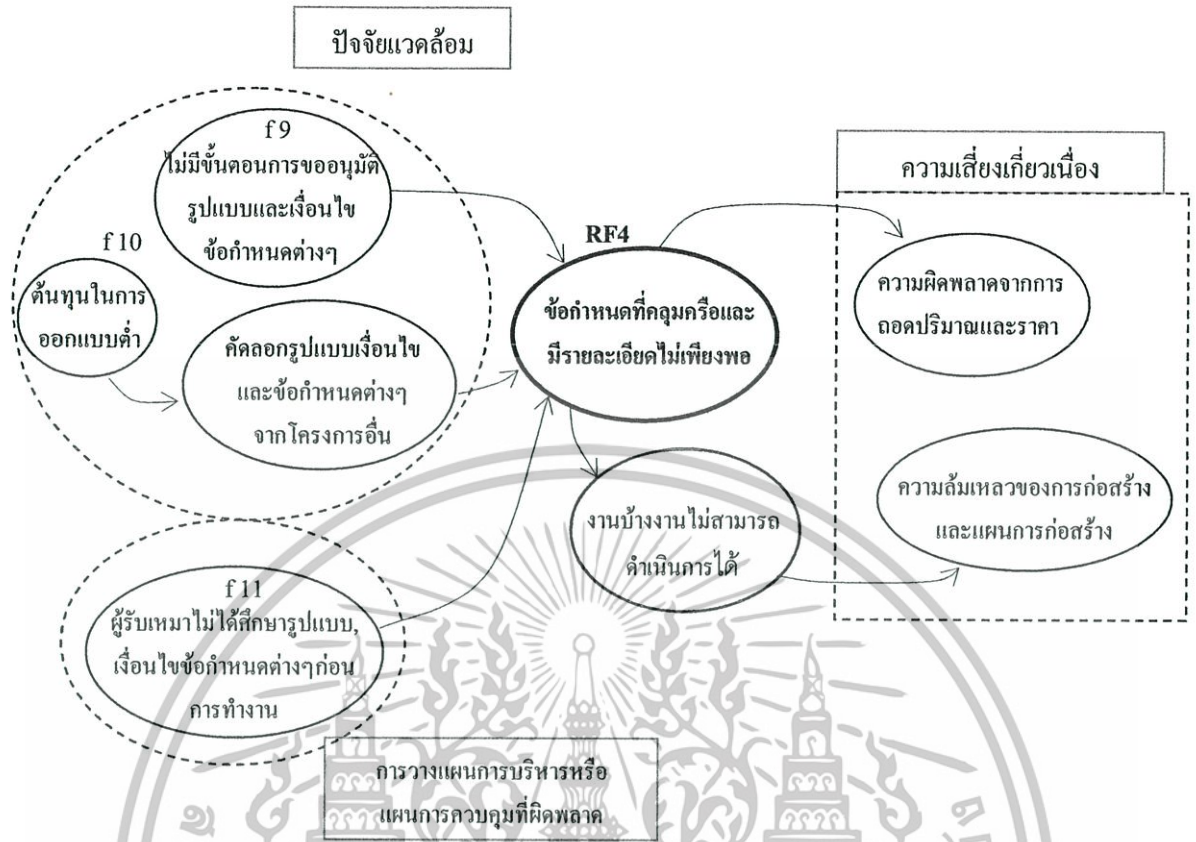 ปัจจัยแวดล้อม
f 9
ไม่มีขั้นตอนการขออนุมัติ
รูปแบบและเงื่อนไข
ข้อกำหนดต่างๆ
f 10
ต้นทุนในการ
ออกแบบต่ำ
คัดลอกรูปแบบเงื่อนไข
และข้อกำหนดต่างๆ
จากโครงการอื่น
f 11
ผู้รับเหมาไม่ได้ศึกษารูปแบบ,
เงื่อนไขข้อกำหนดต่างๆก่อน
การทำงาน
การวางแผนการบริหารหรือ
แผนการควบคุมที่ผิดพลาด
RF4
ข้อกำหนดที่คลุมครือและ
มีรายละเอียดไม่เพียงพอ
งานบ้างงานไม่สามารถ
ดำเนินการได้
ความเสี่ยงเกี่ยวเนื่อง
ความผิดพลาดจากการ
ถอดปริมาณและราคา
ความล้มเหลวของการก่อสร้าง
และแผนการก่อสร้าง